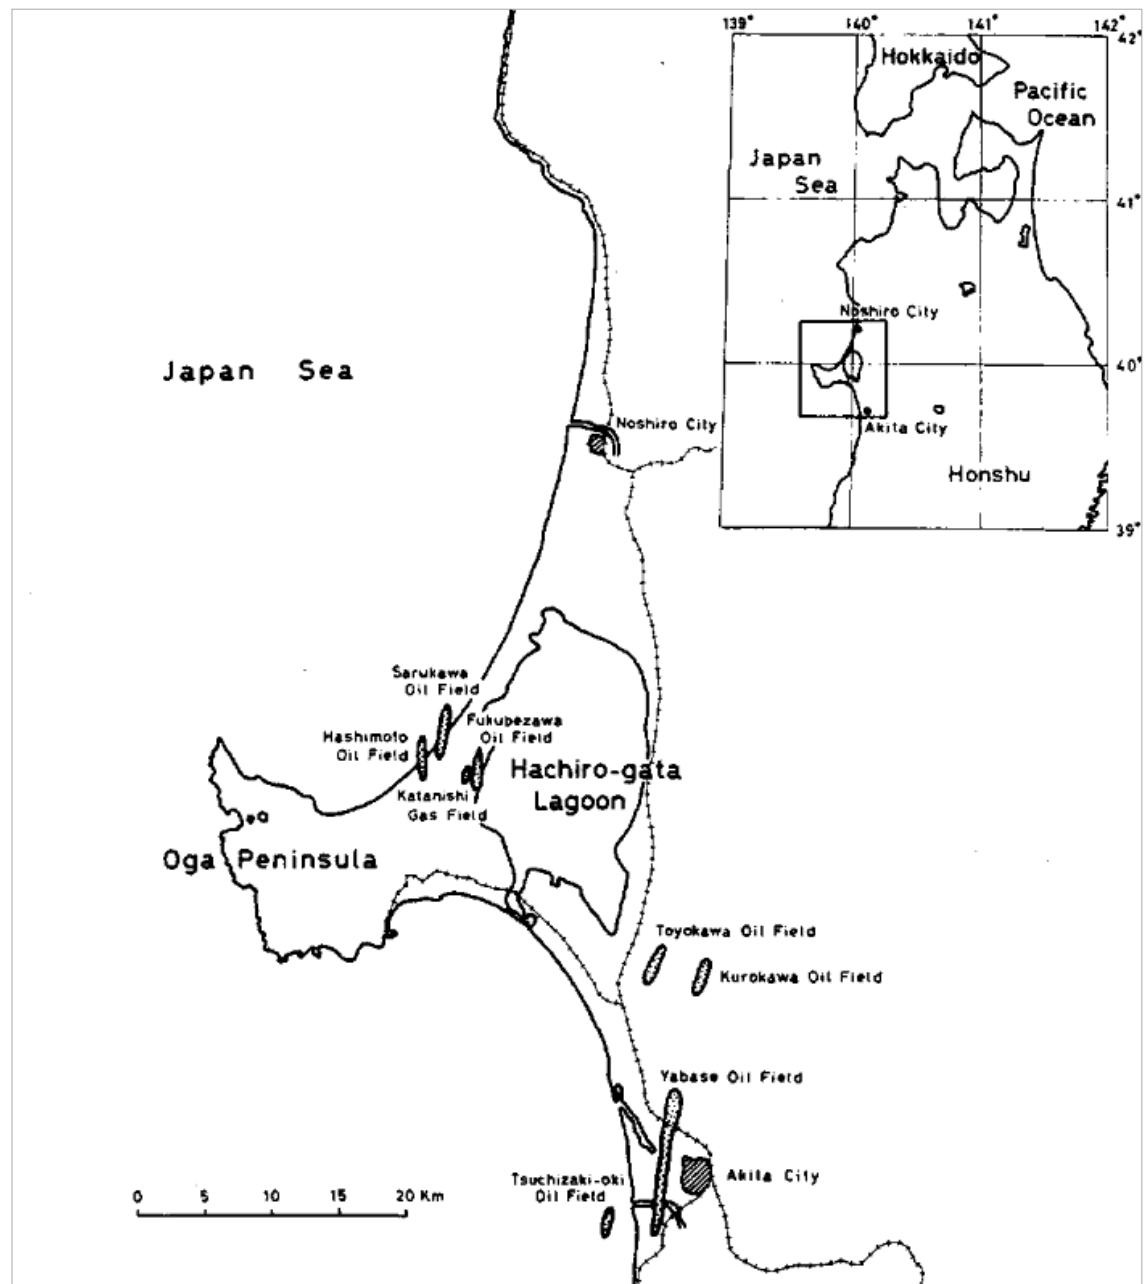 139°
140°
141°
142°
42°
Hokkaido
Pacific
Ocean
Japan
Sea
41°
Noshiro City
40°
Akita City
Honshu
39°
Japan Sea
Noshiro City
Sarukawa
Oil Field
Hashimoto
Oil Field
Fukubezawa
Oil Field
Hachiro-gata
Lagoon
Katanishi
Gas Field
Oga Peninsula
Toyokawa Oil Field
Kurokawa Oil Field
Yabase Oil Field
Tsuchizaki-oki
Oil Field
Akita City
0 5 10 15 20 Km